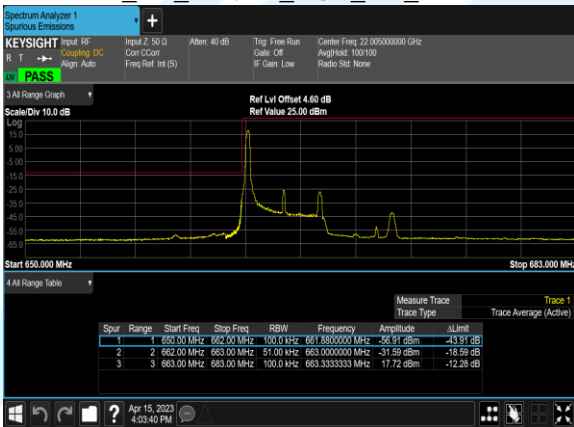 Spectrum Analyzer 1
Spurious Emissions
KEYSIGHT Input: RF Input Z: 50 Ω Atten: 40 dB Trig: Free Run Center Freq: 22.005000000 GHz
R T Coupling: DC Corr CCorr Gate: Off Avg|Hold: 100/100
Align: Auto Freq Ref: Int (S) IF Gain: Low Radio Std: None
PASS
3 All Range Graph
Ref Lvl Offset 4.60 dB
Scale/Div 10.0 dB Ref Value 25.00 dBm
Log
15.0
5.00
-5.00
-15.0
-25.0
-35.0
-45.0
-55.0
-65.0
Start 650.000 MHz Stop 683.000 MHz
4 All Range Table
Measure Trace Trace 1
Trace Type Trace Average (Active)
Spur Range Start Freq Stop Freq RBW Frequency Amplitude ΔLimit
1 1 650.00 MHz 662.00 MHz 100.0 kHz 661.8800000 MHz -56.91 dBm -43.91 dB
2 2 662.00 MHz 663.00 MHz 51.00 kHz 663.0000000 MHz -31.59 dBm -18.59 dB
3 3 663.00 MHz 683.00 MHz 100.0 kHz 663.3333333 MHz 17.72 dBm -12.28 dB
Apr 15, 2023
4:03:40 PM